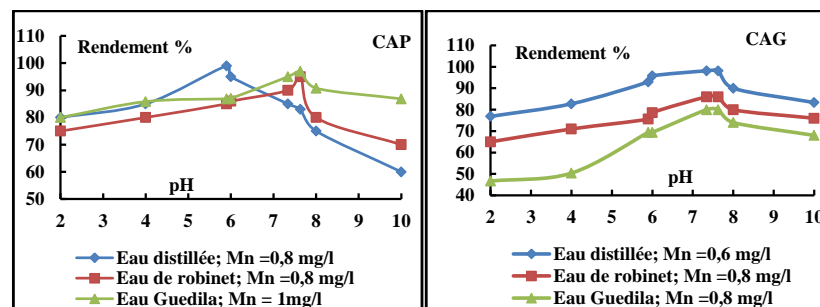 Rendement %
CAP
110
100
90
80
70
60
50
pH
2 3 4 5 6 7 8 9 10
Eau distillée; Mn =0,8 mg/l
Eau de robinet; Mn =0,8 mg/l
Eau Guedila; Mn = 1mg/l
Rendement %
CAG
110
100
90
80
70
60
50
40
pH
2 3 4 5 6 7 8 9 10
Eau distillée; Mn =0,6 mg/l
Eau de robinet; Mn =0,8 mg/l
Eau Guedila; Mn =0,8 mg/l